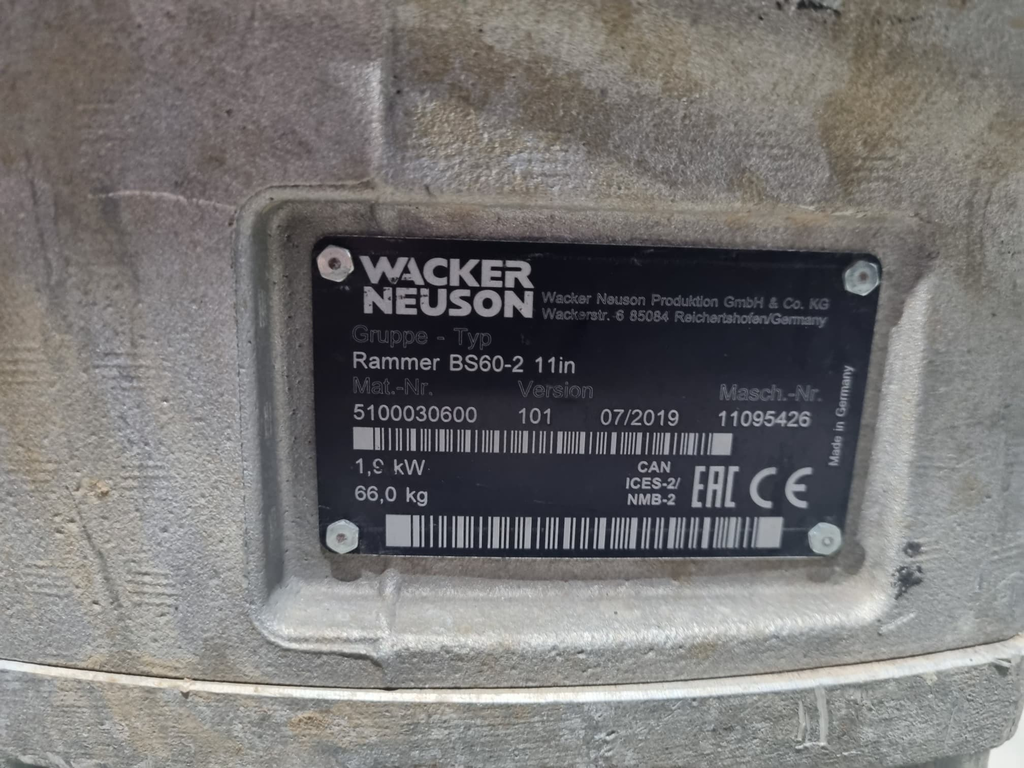 WACKER
NEUSON
Wacker Neuson Produktion GmbH & Co. KG
Wackerstr. 6 85084 Reichertshofen/Germany
Gruppe - Typ
Rammer BS60-2 11in
Mat.-Nr. Version Masch.-Nr.
5100030600 101 07/2019 11095426
1,9 kW
66,0 kg
CAN
ICES-2/
NMB-2
EAC CE
Made in Germany